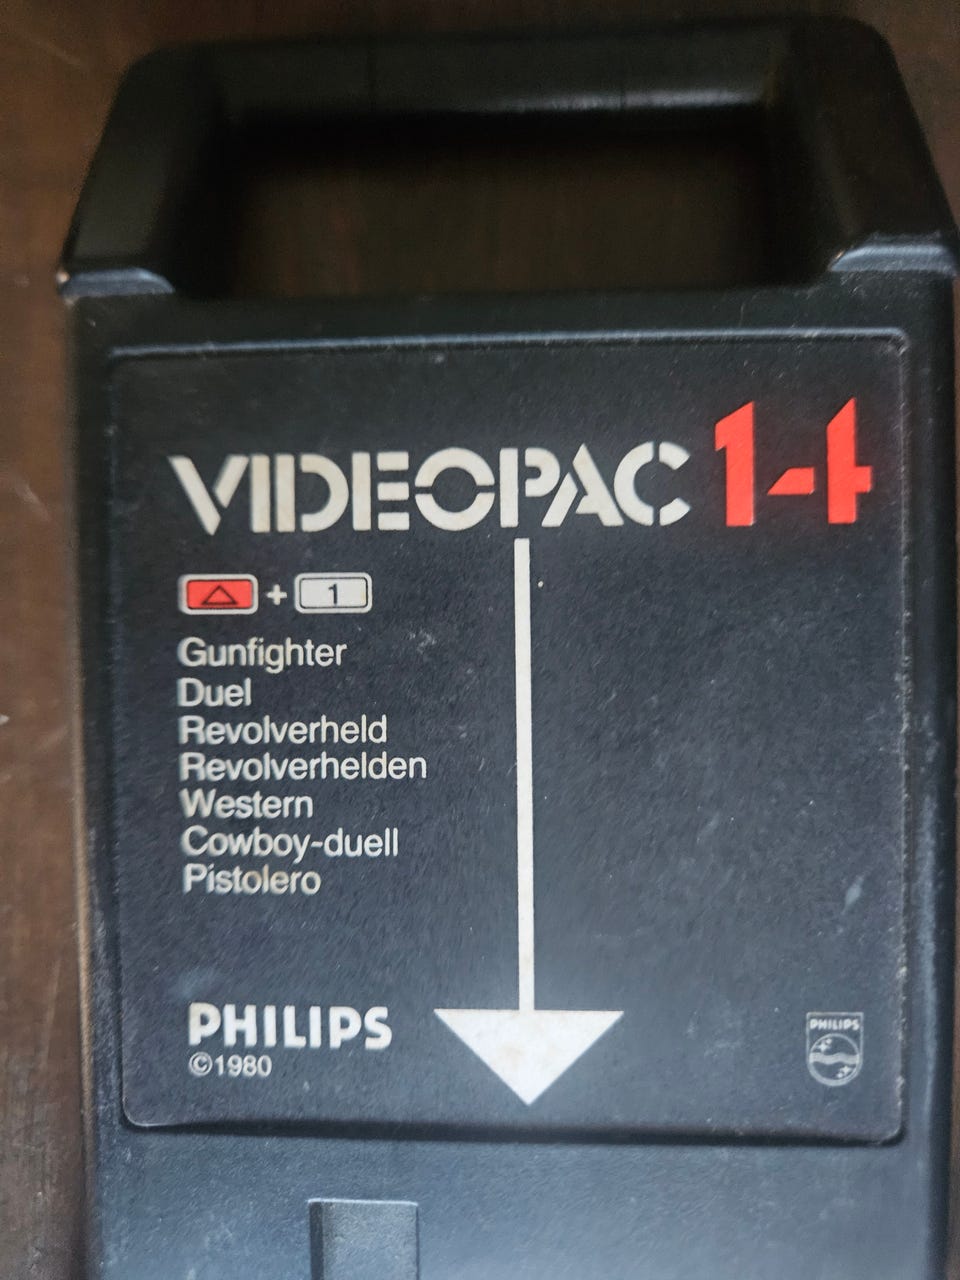 VIDEOPAC 14
+ 1
Gunfighter
Duel
Revolverheld
Revolverhelden
Western
Cowboy-duell
Pistolero
PHILIPS
©1980
PHILIPS